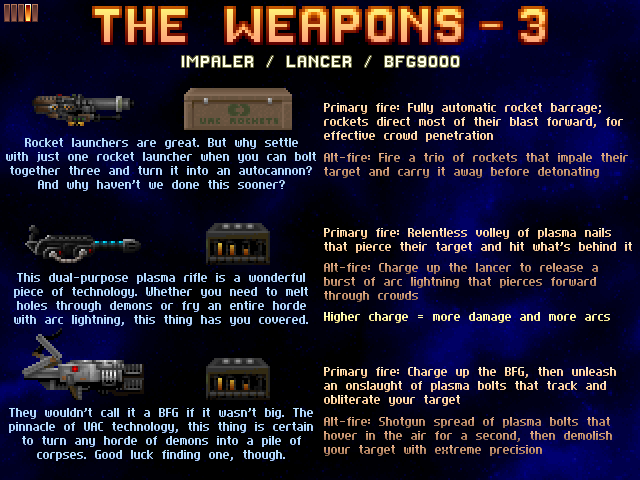 THE WEAPONS - 3
IMPALER / LANCER / BFG9000
UAC ROCKETS
Rocket launchers are great. But why settle
with just one rocket launcher when you can bolt
together three and turn it into an autocannon?
And why haven't we done this sooner?
Primary fire: Fully automatic rocket barrage;
rockets direct most of their blast forward, for
effective crowd penetration
Alt-fire: Fire a trio of rockets that impale their
target and carry it away before detonating
This dual-purpose plasma rifle is a wonderful
piece of technology. Whether you need to melt
holes through demons or fry an entire horde
with arc lightning, this thing has you covered.
Primary fire: Relentless volley of plasma nails
that pierce their target and hit what's behind it
Alt-fire: Charge up the lancer to release a
burst of arc lightning that pierces forward
through crowds
Higher charge = more damage and more arcs
They wouldn't call it a BFG if it wasn't big. The
pinnacle of UAC technology, this thing is certain
to turn any horde of demons into a pile of
corpses. Good luck finding one, though.
Primary fire: Charge up the BFG, then unleash
an onslaught of plasma bolts that track and
obliterate your target
Alt-fire: Shotgun spread of plasma bolts that
hover in the air for a second, then demolish
your target with extreme precision